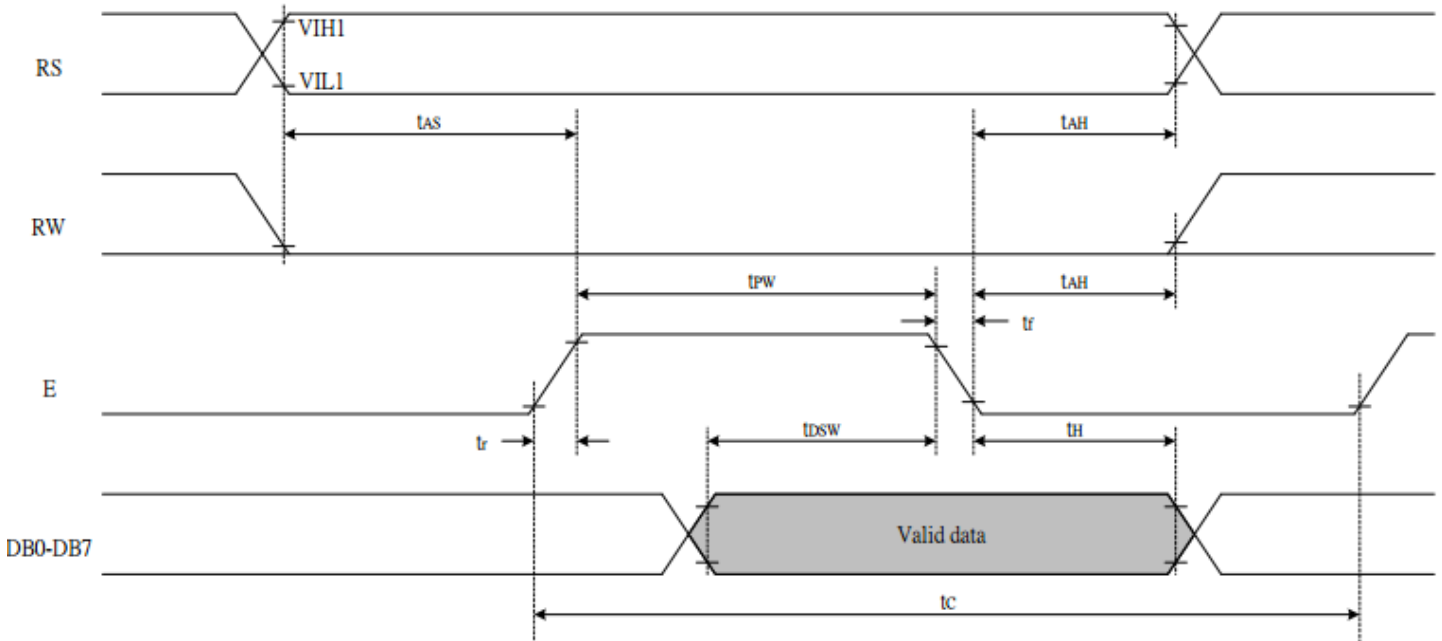 VIH1
RS
VIL1
tAS
tAH
RW
tPW
tAH
tf
E
tr
tDSW
tH
DB0-DB7
Valid data
tC